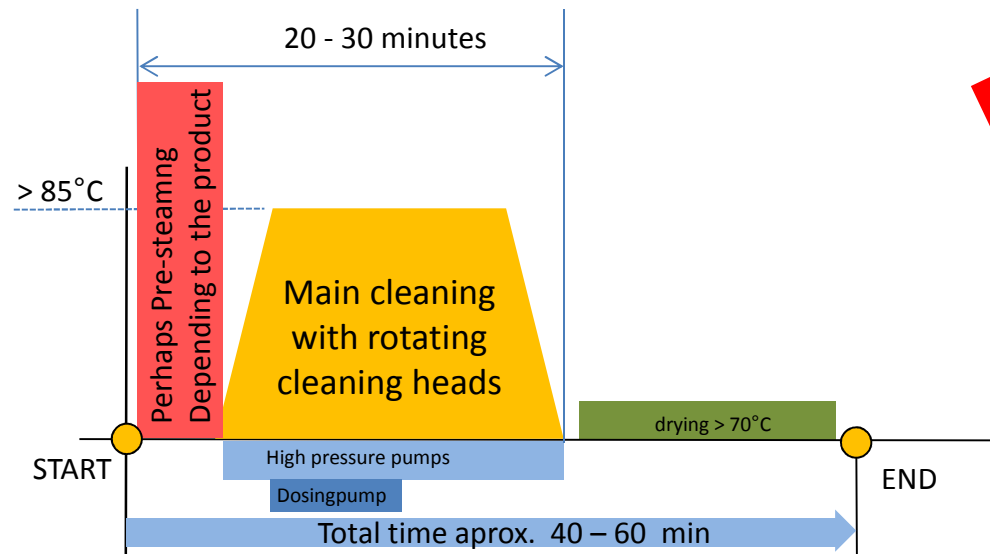 20 - 30 minutes
> 85°C
Perhaps Pre-steamng
Depending to the product
Main cleaning
with rotating
cleaning heads
drying > 70°C
START
High pressure pumps
END
Dosingpump
Total time aprox. 40 – 60 min